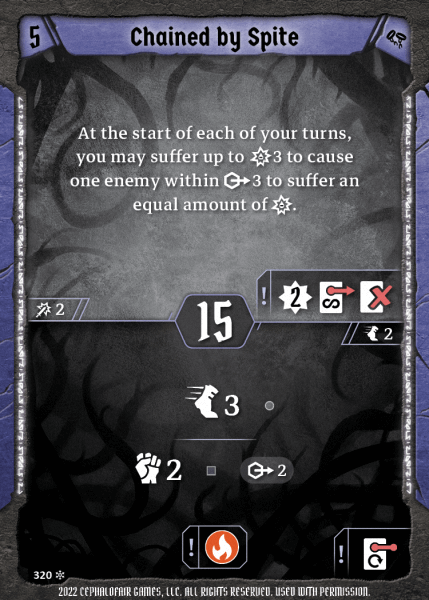 5
Chained by Spite
At the start of each of your turns,
you may suffer up to 3 to cause
one enemy within 3 to suffer an
equal amount of .
! 2
2
15
2
3
2
2
!
!
320
2022 CEPHALOFAIR GAMES, LLC. ALL RIGHTS RESERVED. USED WITH PERMISSION.